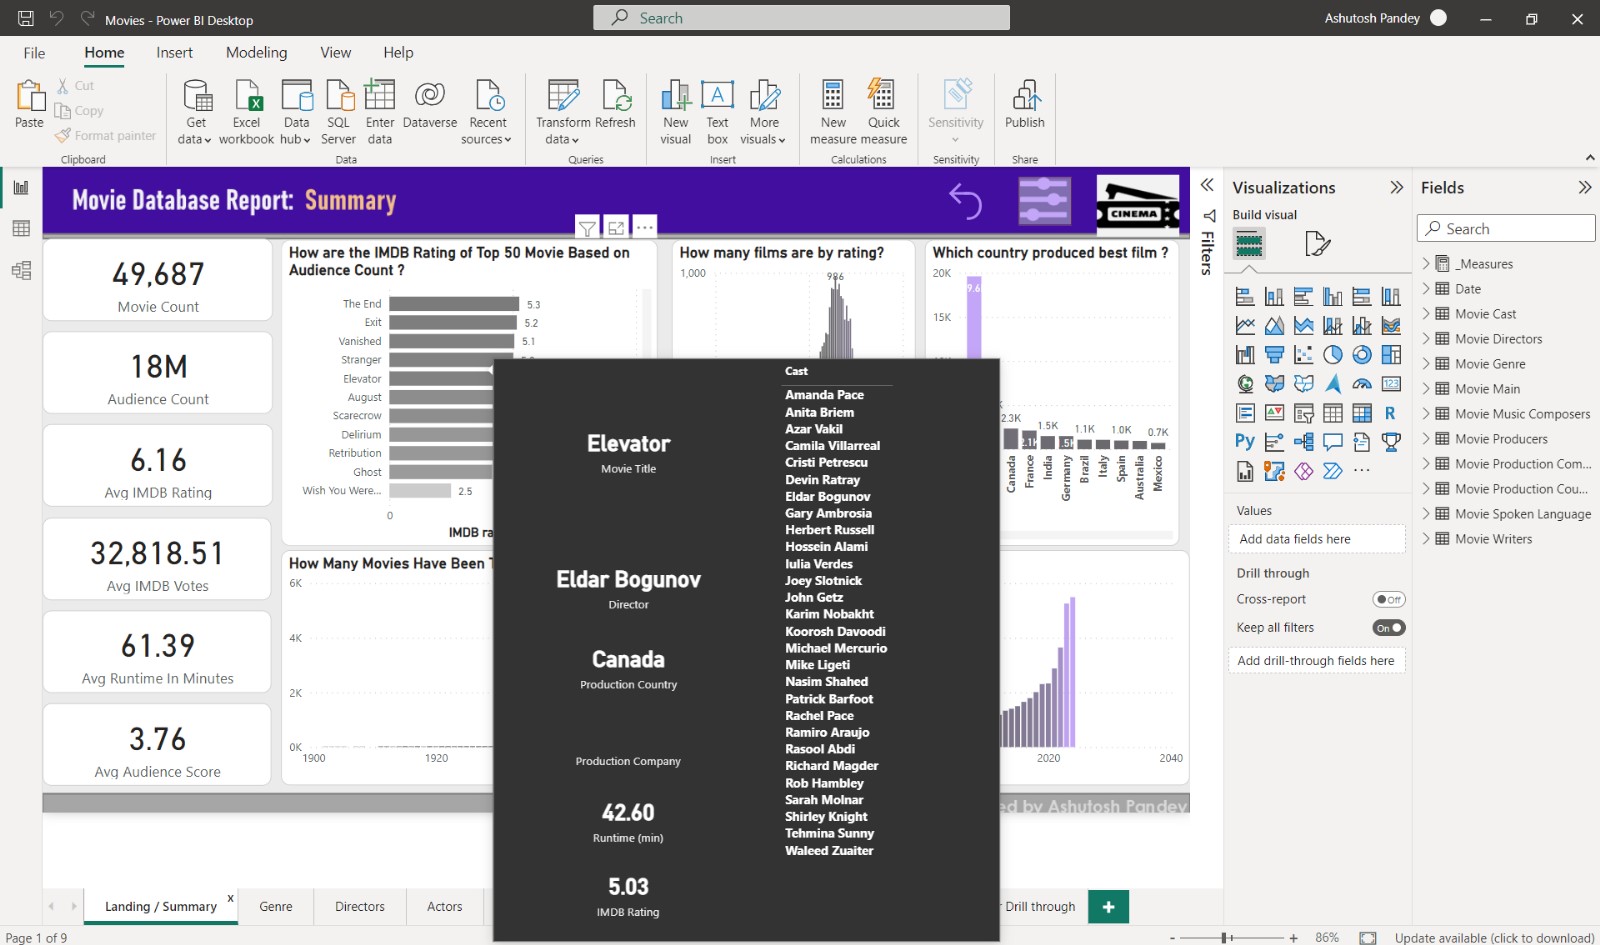 Movies - Power BI Desktop
Search
Ashutosh Pandey
File
Home
Insert
Modeling
View
Help
Paste
Cut
Copy
Format painter
Clipboard
Get data
Excel workbook
Data hub
SQL Server
Enter data
Dataverse
Recent sources
Data
Transform data
Refresh
Queries
New visual
Text box
More visuals
Insert
New measure
Quick measure
Calculations
Sensitivity
Sensitivity
Publish
Share
Movie Database Report: Summary
CINEMA
49,687
Movie Count
18M
Audience Count
6.16
Avg IMDB Rating
32,818.51
Avg IMDB Votes
61.39
Avg Runtime In Minutes
3.76
Avg Audience Score
How are the IMDB Rating of Top 50 Movie Based on
Audience Count ?
The End
5.3
Exit
5.2
Vanished
5.1
Stranger
Elevator
August
Scarecrow
Delirium
Retribution
Ghost
Wish You Were...
2.5
0
IMDB ra
How many films are by rating?
1,000
986
Which country produced best film ?
20K
15K
9.6
2.3K
2.1K
1.5K
.5K
1.1K
1.0K
0.7K
Canada
France
India
Germany
Brazil
Italy
Spain
Australia
Mexico
How Many Movies Have Been
6K
4K
2K
0K
1900
1920
2020
2040
Elevator
Movie Title
Eldar Bogunov
Director
Canada
Production Country
Production Company
42.60
Runtime (min)
5.03
IMDB Rating
Cast
Amanda Pace
Anita Briem
Azar Vakil
Camila Villarreal
Cristi Petrescu
Devin Ratray
Eldar Bogunov
Gary Ambrosia
Herbert Russell
Hossein Alami
Iulia Verdes
Joey Slotnick
John Getz
Karim Nobakht
Koorosh Davoodi
Michael Mercurio
Mike Ligeti
Nasim Shahed
Patrick Barfoot
Rachel Pace
Ramiro Araujo
Rasool Abdi
Richard Magder
Rob Hambley
Sarah Molnar
Shirley Knight
Tehmina Sunny
Waleed Zuaiter
ed by Ashutosh Pandey
Filters
Visualizations
Build visual
123
R
Py
Values
Add data fields here
Drill through
Cross-report
Off
Keep all filters
On
Add drill-through fields here
Fields
Search
_Measures
Date
Movie Cast
Movie Directors
Movie Genre
Movie Main
Movie Music Composers
Movie Producers
Movie Production Com...
Movie Production Cou...
Movie Spoken Language
Movie Writers
Landing / Summary
x
Genre
Directors
Actors
Drill through
+
Page 1 of 9
- + 86%
Update available (click to download)